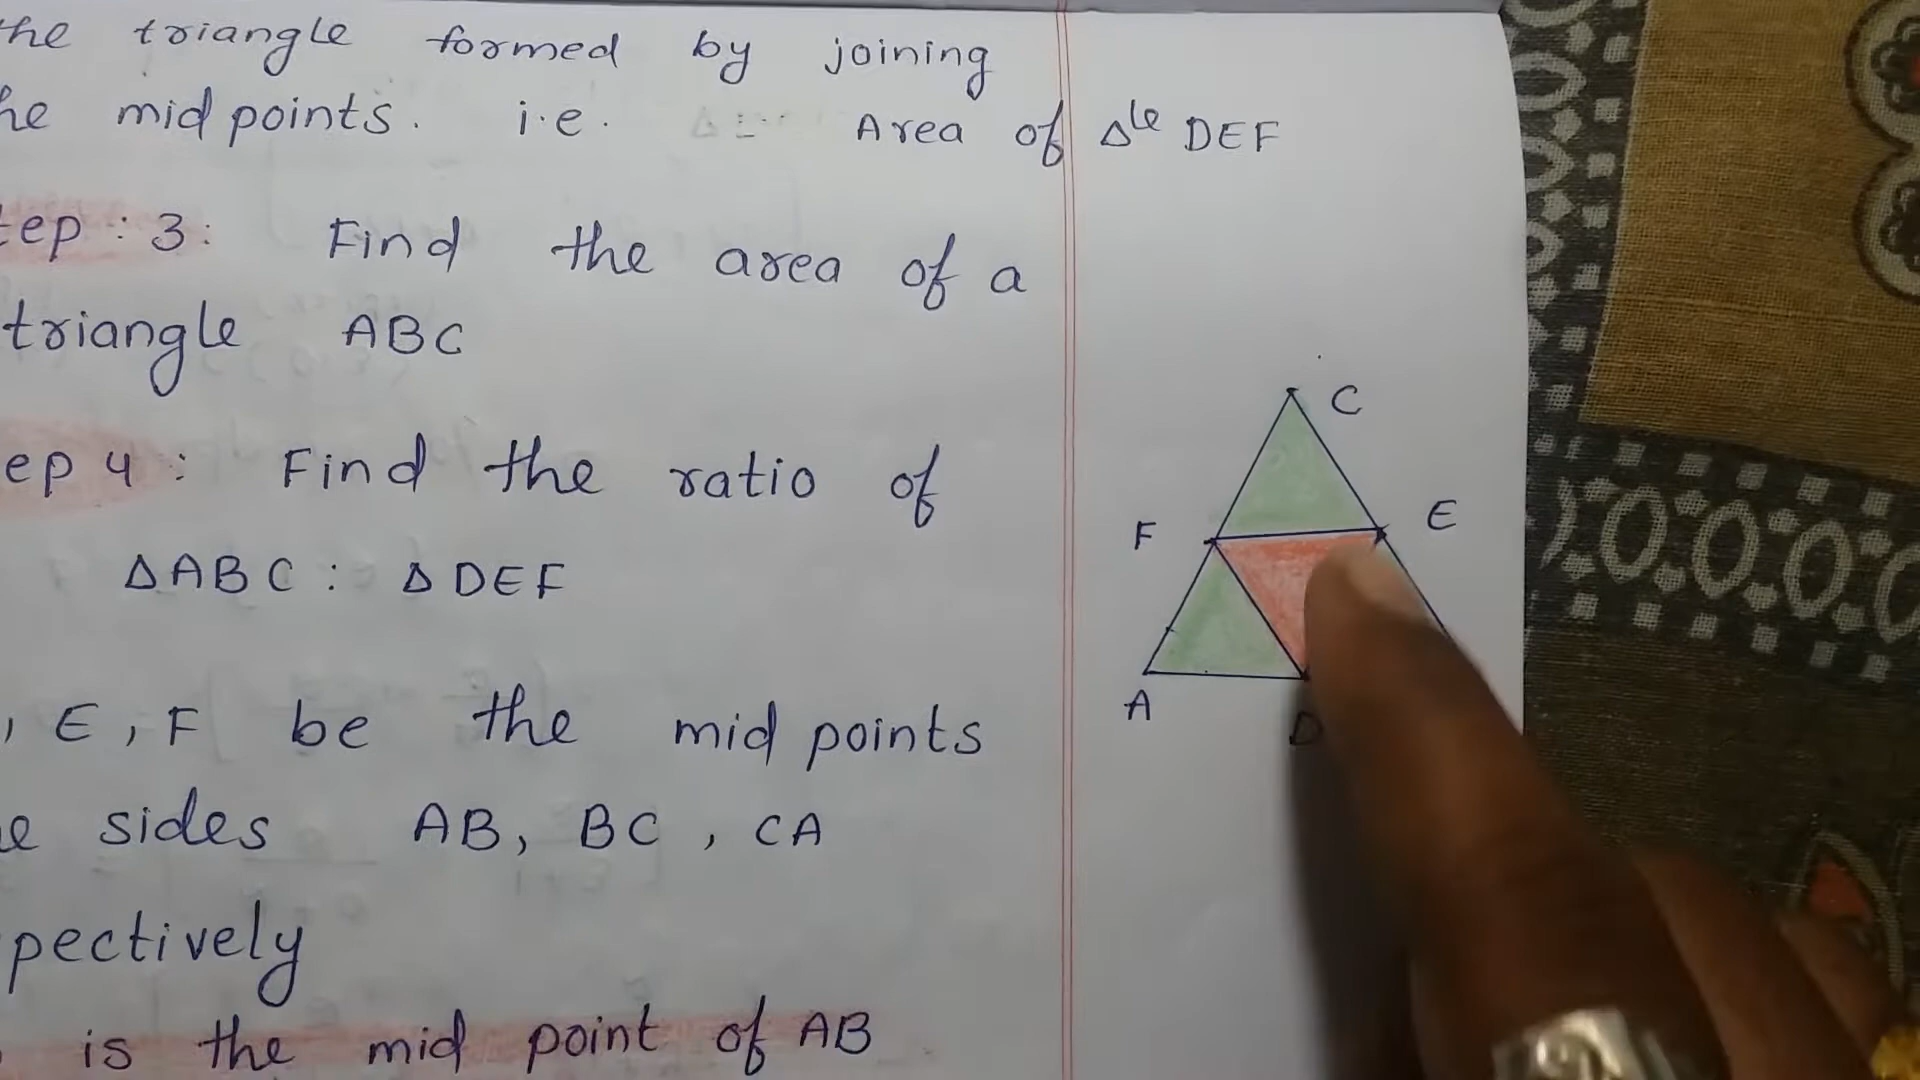 the triangle formed by joining
he mid points. i.e. Area of Δle DEF
tep : 3: Find the area of a
triangle ABC
ep 4 : Find the ratio of
ΔABC : ΔDEF
, E, F be the mid points
e sides AB, BC, CA
pectively
is the mid point of AB
C
F
E
A
D